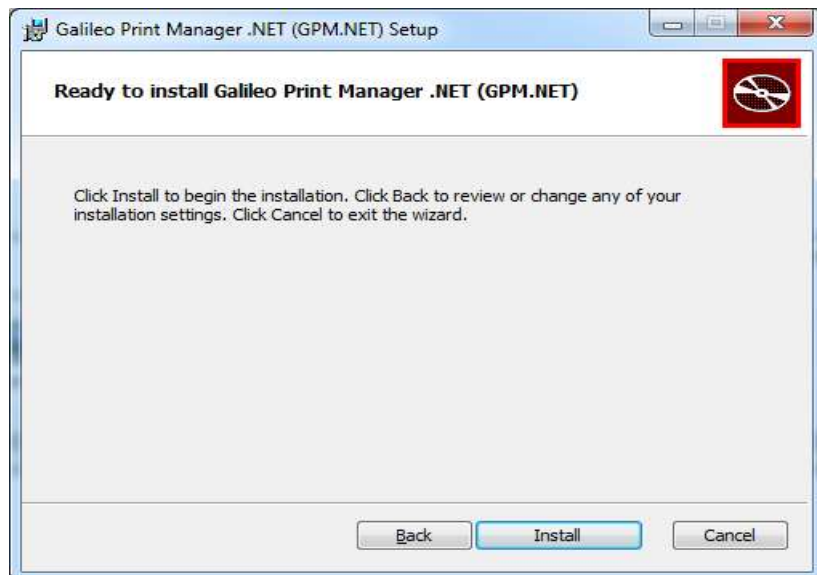 Galileo Print Manager .NET (GPM.NET) Setup
Ready to install Galileo Print Manager .NET (GPM.NET)
Click Install to begin the installation. Click Back to review or change any of your
installation settings. Click Cancel to exit the wizard.
Back Install Cancel